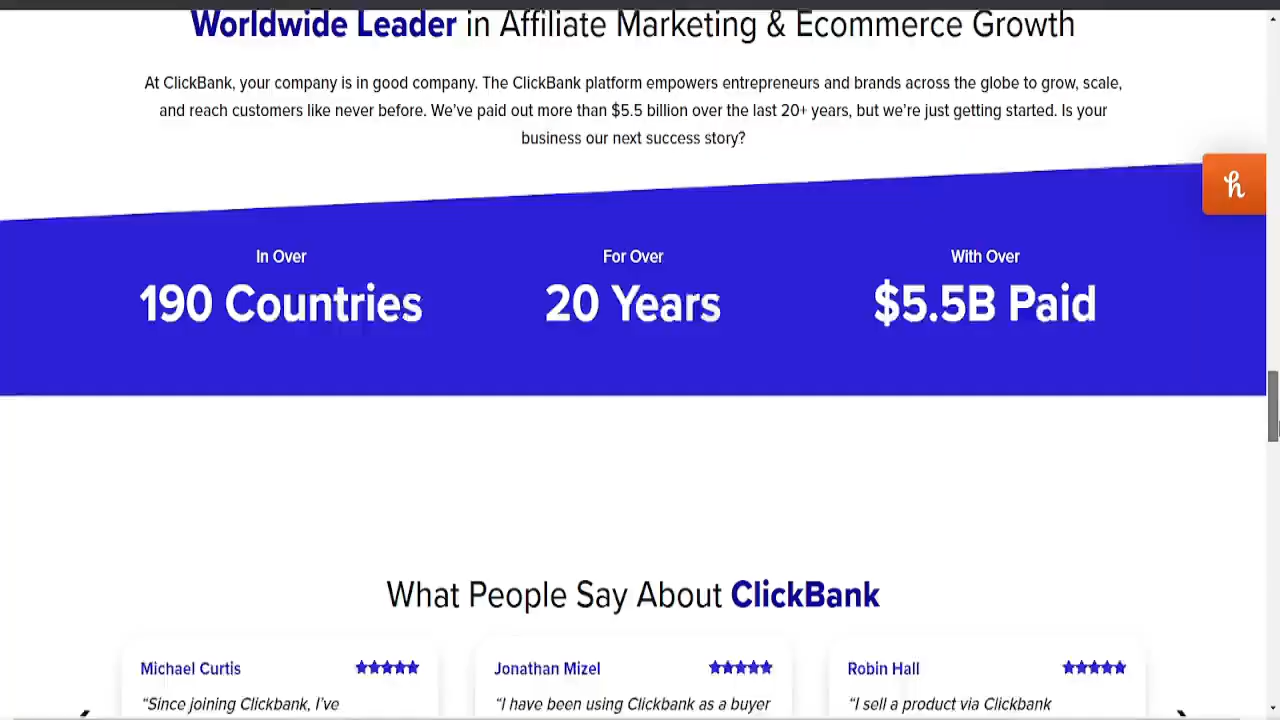 Worldwide Leader in Affiliate Marketing & Ecommerce Growth
At ClickBank, your company is in good company. The ClickBank platform empowers entrepreneurs and brands across the globe to grow, scale,
and reach customers like never before. We’ve paid out more than $5.5 billion over the last 20+ years, but we’re just getting started. Is your
business our next success story?
h
In Over
190 Countries
For Over
20 Years
With Over
$5.5B Paid
What People Say About ClickBank
Michael Curtis
“Since joining Clickbank, I’ve
Jonathan Mizel
“I have been using Clickbank as a buyer
Robin Hall
“I sell a product via Clickbank